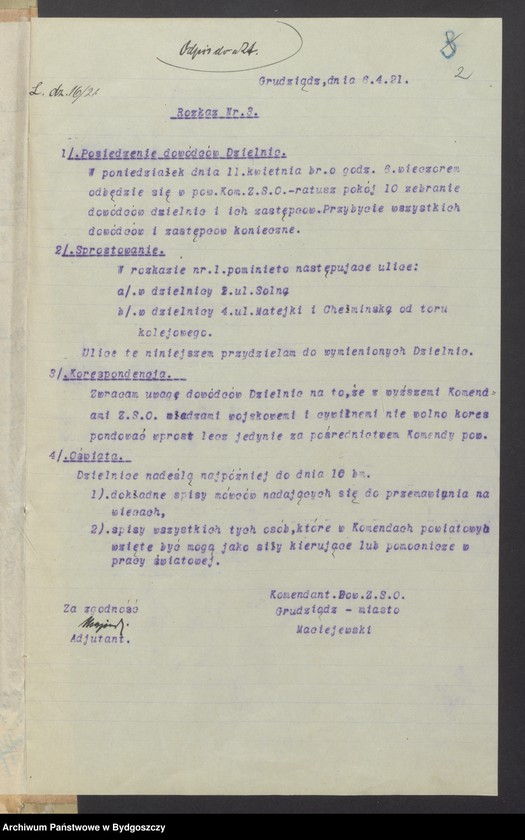 Odpis do a 2A.
8
2
L. dz. 16/21
Grudziądz,dnia 6.4.21.
Rozkaz Nr.3.
1/.Posiedzenie dowódców Dzielnic.
W poniedziałek dnia 11.kwietnia br.o godz. 6.wieczorem
odbędzie się w pow.Kom.Z.S.O.-ratusz pokój 10 zebranie
dowódców dzielnic i ich zastępców.Przybycie wszystkich
dowódców i zastępców konieczne.
2/.Sprostowanie.
W rozkazie nr.1.pominieto następujące ulice:
a/.w dzielnicy 2.ul.Solną
b/.w dzielnicy 4.ul.Matejki i Chełmińską od toru
kolejowego.
Ulice te niniejszem przydzielam do wymienionych Dzielnic.
3/.Korespondencja.
Zwracam uwagę dowódców Dzielnic na to,że z wyższemi Komend-
ami Z.S.O. władzami wojskowemi i cywilnemi nie wolno kores
pondować wprost lecz jedynie za pośrednictwem Komendy pow.
4/.Oświata.
Dzielnice nadeślą najpóźniej do dnia 16 bm.
1).dokładne spisy mówców nadających się do przemawiania na
wiecach,
2).spisy wszystkich tych osób,które w Komendach powiatowych
wzięte być mogą jako siły kierujące lub pomocnicze w
pracy światowej.
Komendant.Pow.Z.S.O.
Za zgodność
Grudziądz - miasto
Adjutant.
Maciejewski
Archiwum Państwowe w Bydgoszczy